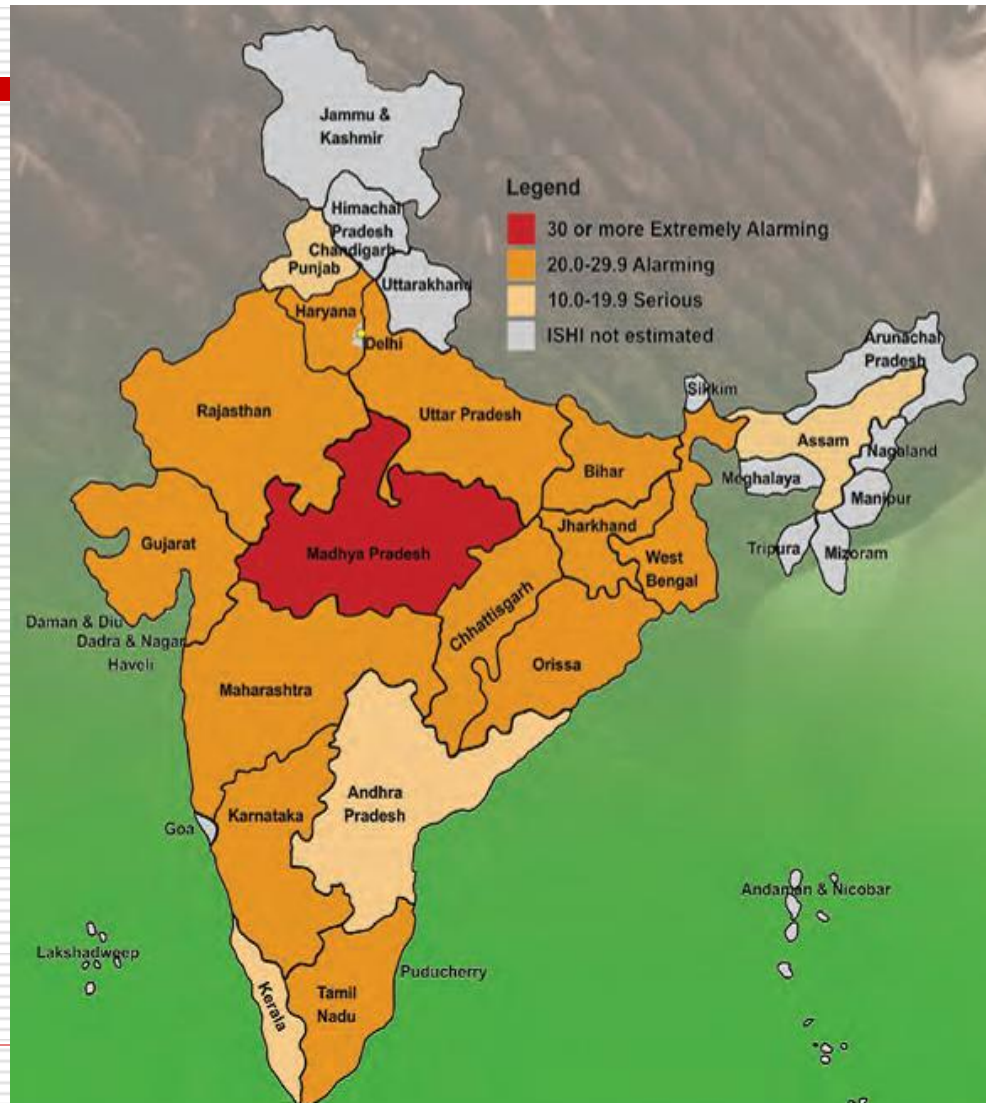 Jammu &
Kashmir
Legend
Himachal
Pradesh
Chandigarh
30 or more Extremely Alarming
Punjab
20.0-29.9 Alarming
Uttarakhand
10.0-19.9 Serious
Haryana
ISHI not estimated
Delhi
Arunachal
Pradesh
Sikkim
Rajasthan
Uttar Pradesh
Assam
Nagaland
Bihar
Meghalaya
Manipur
Jharkhand
Gujarat
Madhya Pradesh
Tripura
Mizoram
West
Bengal
Chhattisgarh
Daman & Diu
Dadra & Nagar
Haveli
Orissa
Maharashtra
Andhra
Pradesh
Karnataka
Goa
Andaman & Nicobar
Lakshadweep
Puducherry
Kerala
Tamil
Nadu